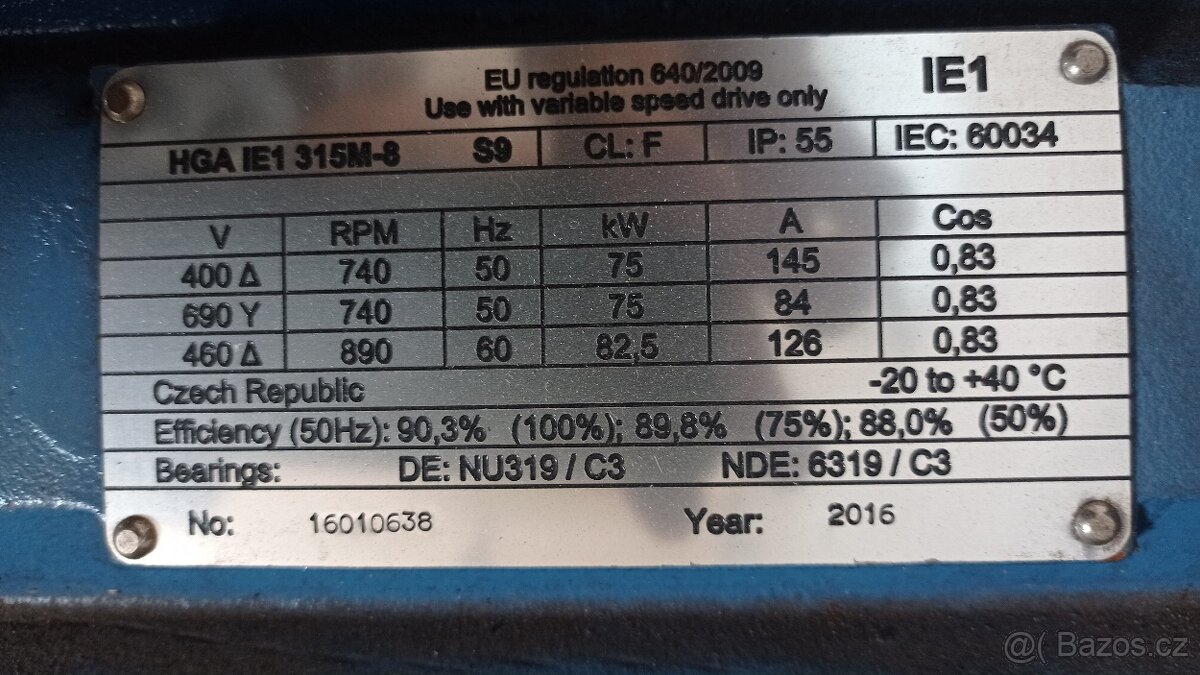 EU regulation 640/2009 IE1
Use with variable speed drive only
HGA IE1 315M-8 S9 CL: F IP: 55 IEC: 60034
V RPM Hz kW A Cos
400 Δ 740 50 75 145 0,83
690 Y 740 50 75 84 0,83
460 Δ 890 60 82,5 126 0,83
Czech Republic -20 to +40 °C
Efficiency (50Hz): 90,3% (100%); 89,8% (75%); 88,0% (50%)
Bearings: DE: NU319 / C3 NDE: 6319 / C3
No: 16010638 Year: 2016
@( Bazos.cz